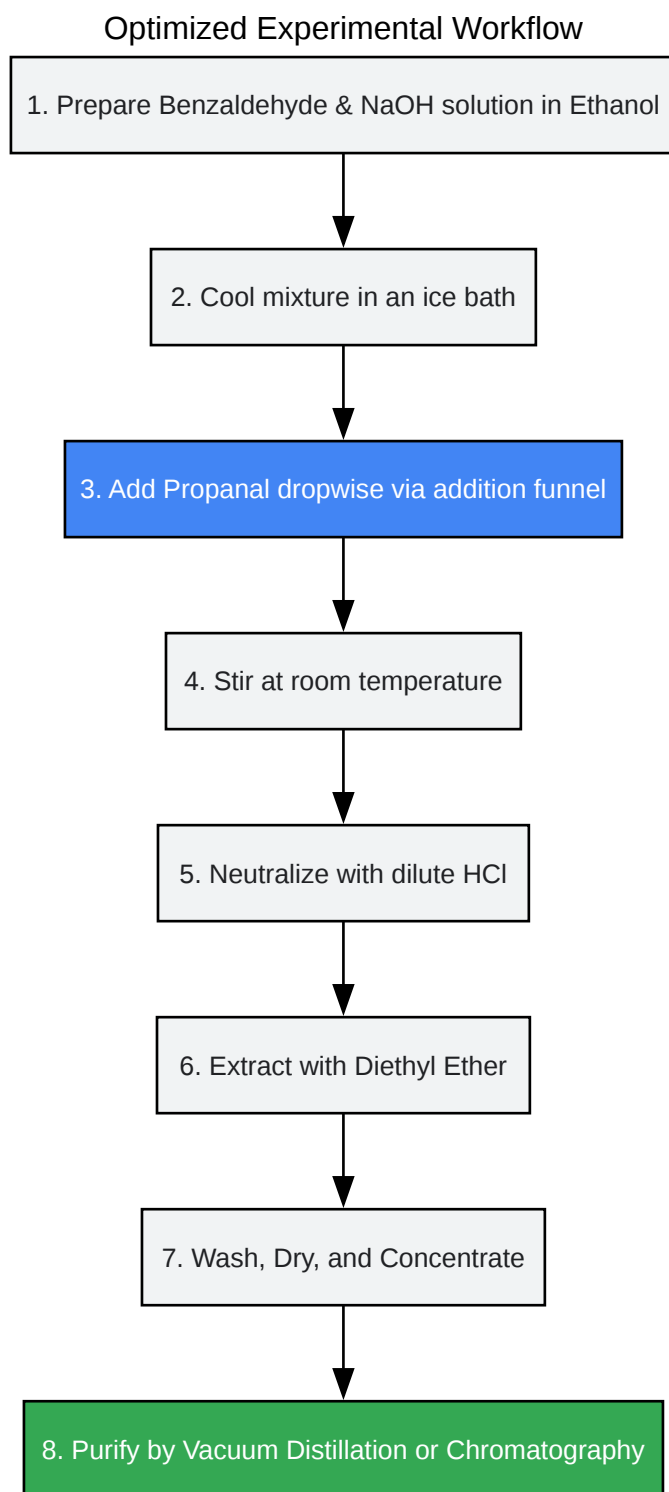 Optimized Experimental Workflow
1. Prepare Benzaldehyde & NaOH solution in Ethanol
2. Cool mixture in an ice bath
3. Add Propanal dropwise via addition funnel
4. Stir at room temperature
5. Neutralize with dilute HCl
6. Extract with Diethyl Ether
7. Wash, Dry, and Concentrate
8. Purify by Vacuum Distillation or Chromatography